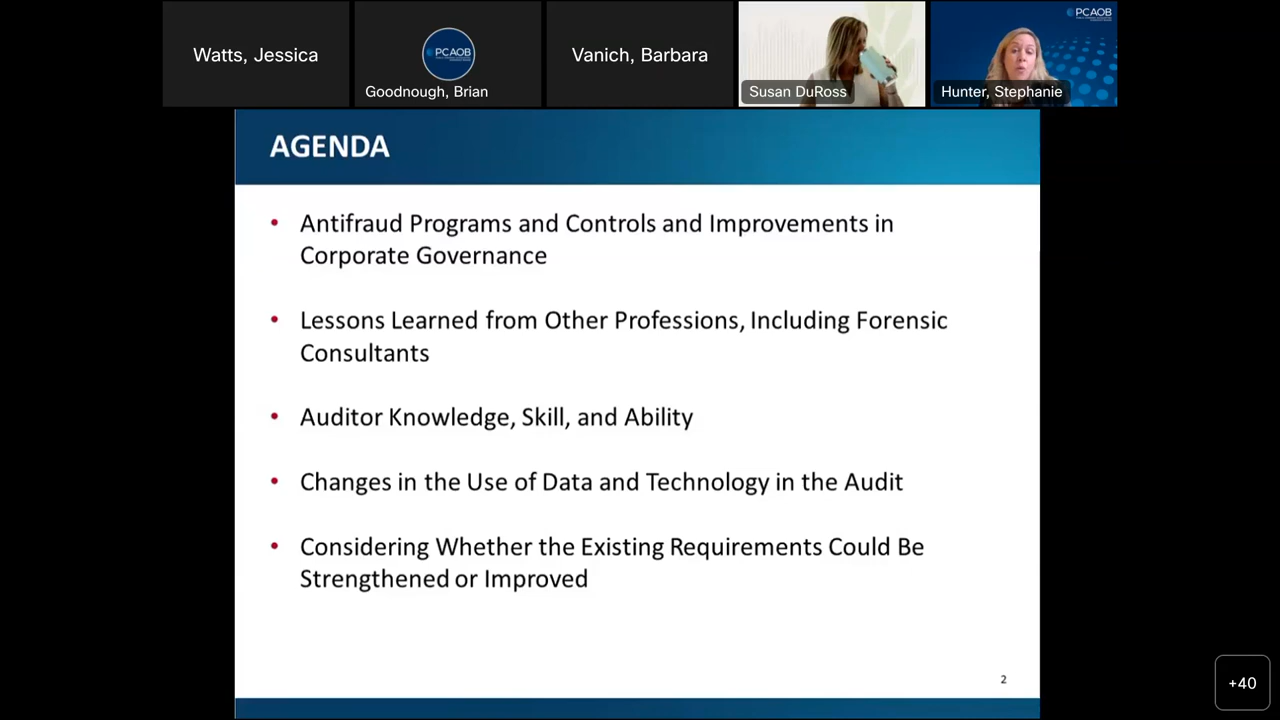 Watts, Jessica
PCAOB
Goodnough, Brian
Vanich, Barbara
Susan DuRoss
PCAOB
Hunter, Stephanie
AGENDA
• Antifraud Programs and Controls and Improvements in
Corporate Governance
• Lessons Learned from Other Professions, Including Forensic
Consultants
• Auditor Knowledge, Skill, and Ability
• Changes in the Use of Data and Technology in the Audit
• Considering Whether the Existing Requirements Could Be
Strengthened or Improved
2
+40